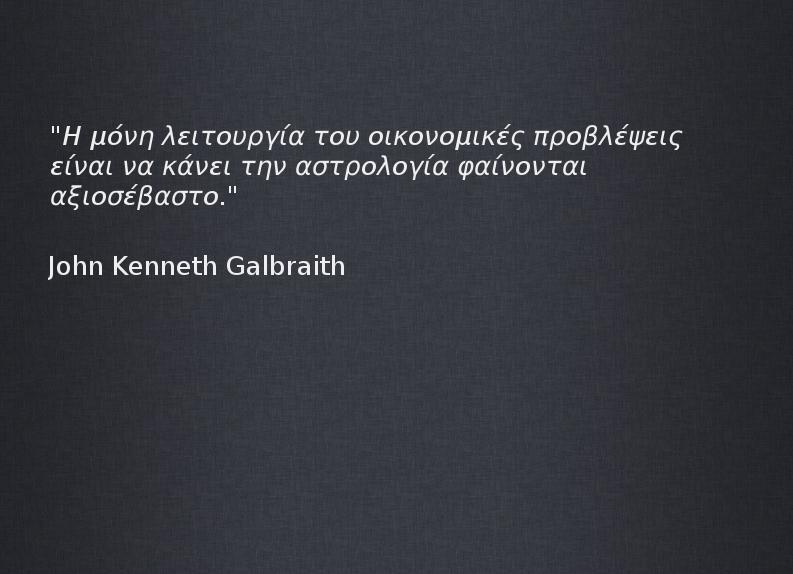 "Η μόνη λειτουργία του οικονομικές προβλέψεις
είναι να κάνει την αστρολογία φαίνονται
αξιοσέβαστο."
John Kenneth Galbraith